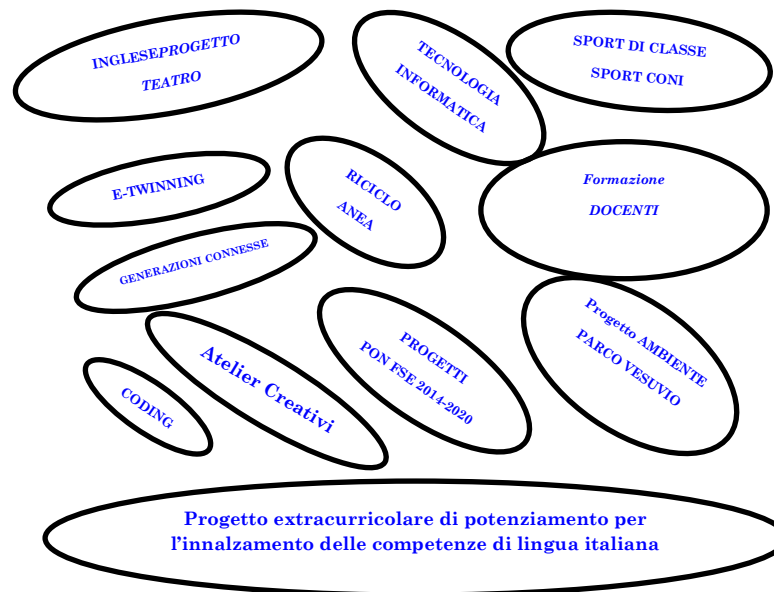 INGLESEPROGETTO
TEATRO
TECNOLOGIA
INFORMATICA
SPORT DI CLASSE
SPORT CONI
E-TWINNING
RICICLO
ANEA
Formazione
DOCENTI
GENERAZIONI CONNESSE
CODING
Atelier Creativi
PROGETTI
PON FSE 2014-2020
Progetto AMBIENTE
PARCO VESUVIO
Progetto extracurricolare di potenziamento per
l'innalzamento delle competenze di lingua italiana